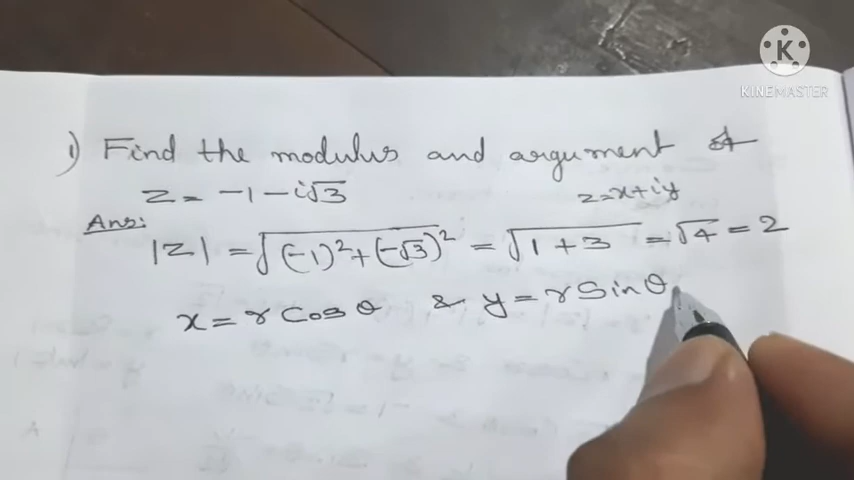 K
KINEMASTER
1) Find the modulus and argument of
z = -1 - i√3
z = x + iy
Ans:
|z| = √(-1)² + (-√3)² = √1 + 3 = √4 = 2
x = r Cos θ & y = r Sin θ